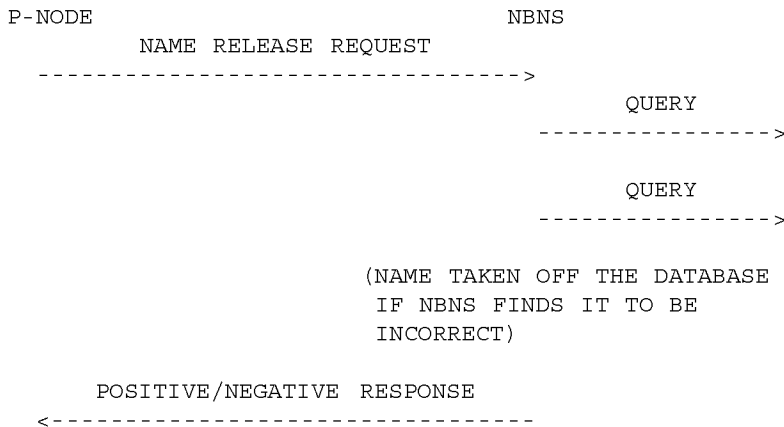 P-NODE                                  NBNS
NAME RELEASE REQUEST
--------------------------------->
QUERY
---------------->
QUERY
---------------->
(NAME TAKEN OFF THE DATABASE
IF NBNS FINDS IT TO BE
INCORRECT)
POSITIVE/NEGATIVE RESPONSE
<---------------------------------